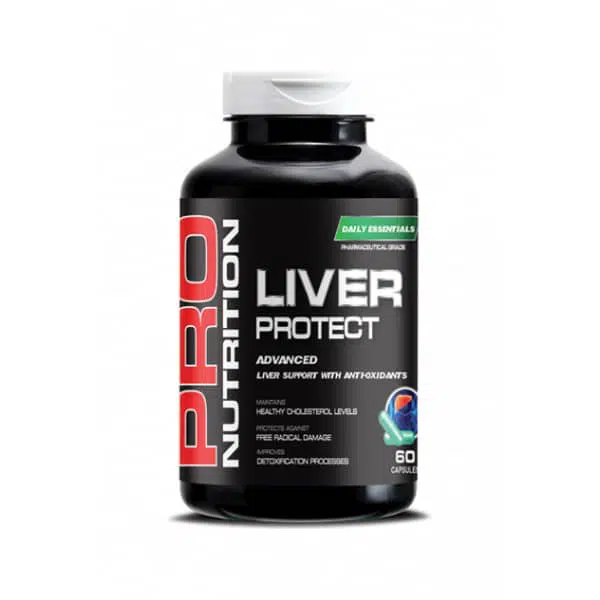 PRO
NUTRITION
DAILY ESSENTIALS
PHARMACEUTICAL GRADE
LIVER
PROTECT
ADVANCED
LIVER SUPPORT WITH ANTI-OXIDANTS
MAINTAINS
HEALTHY CHOLESTEROL LEVELS
PROTECTS AGAINST
FREE RADICAL DAMAGE
IMPROVES
DETOXIFICATION PROCESSES
60
CAPSULES